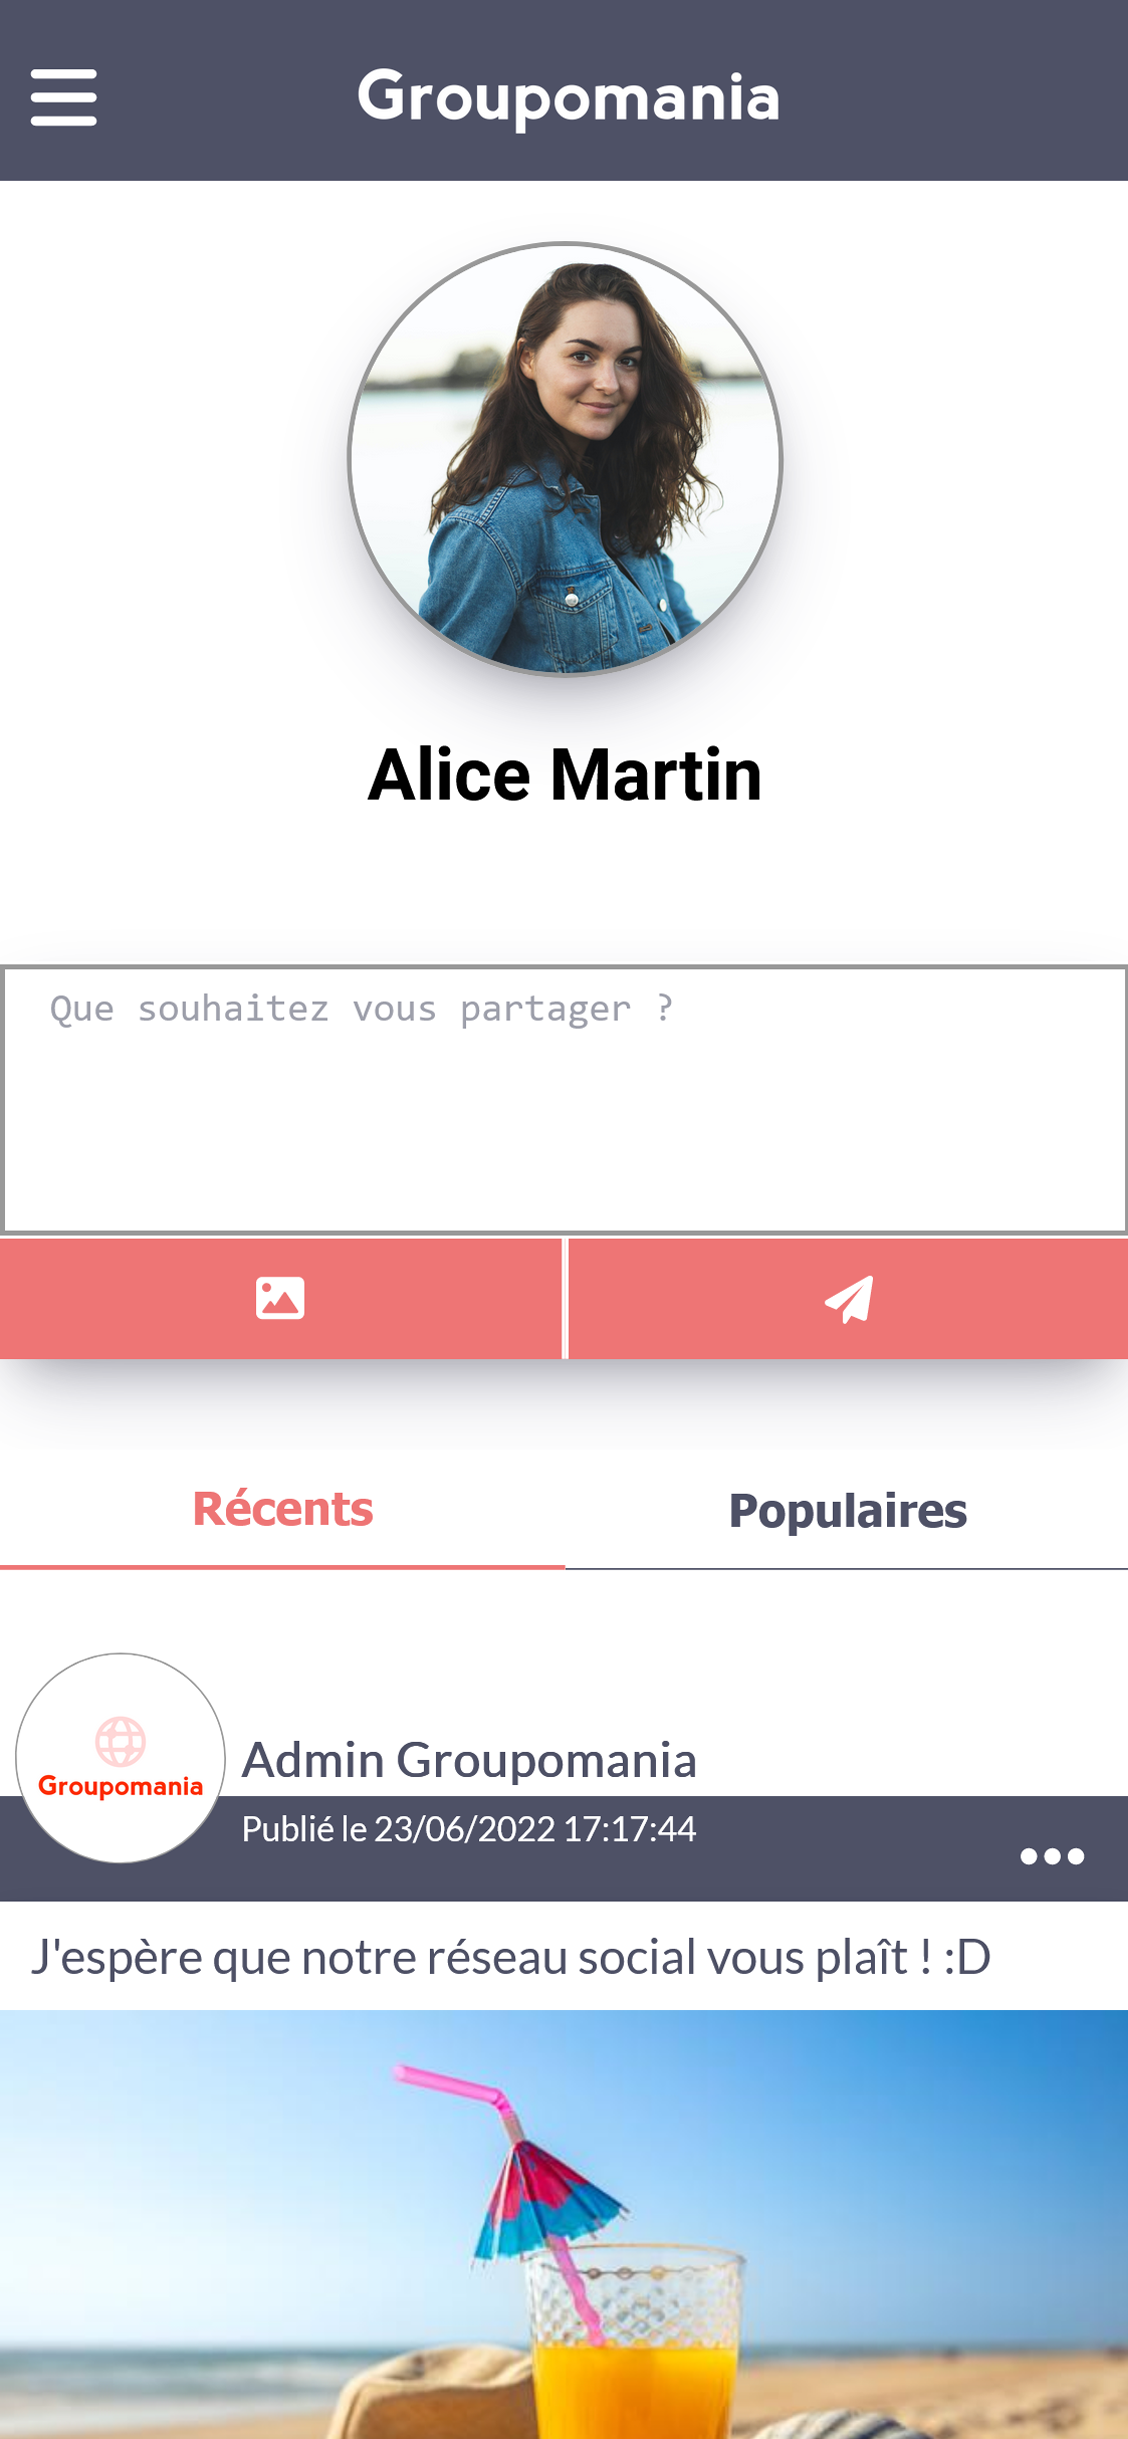 Groupomania
Alice Martin
Que souhaitez vous partager ?
Récents
Populaires
Groupomania
Admin Groupomania
Publié le 23/06/2022 17:17:44
J'espère que notre réseau social vous plaît ! :D